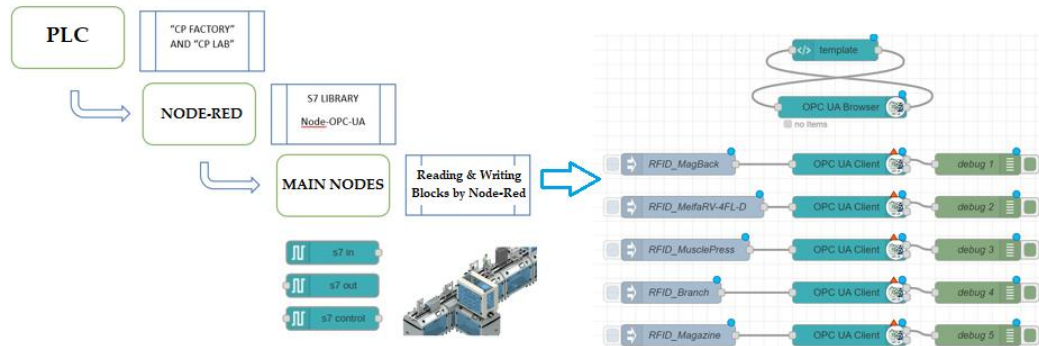 PLC
"CP FACTORY"
AND "CP LAB"
NODE-RED
S7 LIBRARY
Node-OPC-UA
MAIN NODES
Reading & Writing
Blocks by Node-Red
s7 in
s7 out
s7 control
template
OPC UA Browser
no items
RFID_MagBack
OPC UA Client
debug 1
RFID_MelfaRV-4FL-D
OPC UA Client
debug 2
RFID_MusclePress
OPC UA Client
debug 3
RFID_Branch
OPC UA Client
debug 4
RFID_Magazine
OPC UA Client
debug 5